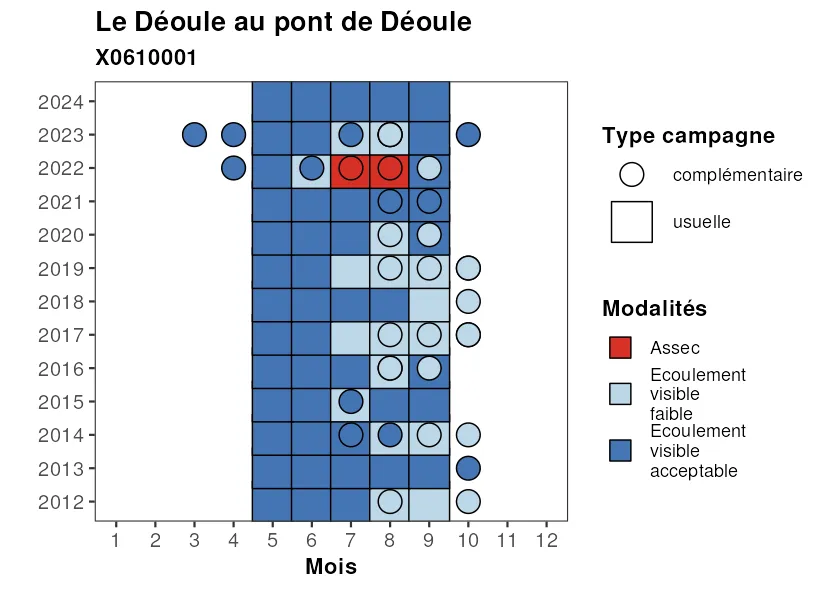 Le Déoule au pont de Déoule
X0610001
2024
2023
2022
2021
2020
2019
2018
2017
2016
2015
2014
2013
2012
1 2 3 4 5 6 7 8 9 10 11 12
Mois
Type campagne
complémentaire
usuelle
Modalités
Assec
Ecoulement
visible
faible
Ecoulement
visible
acceptable